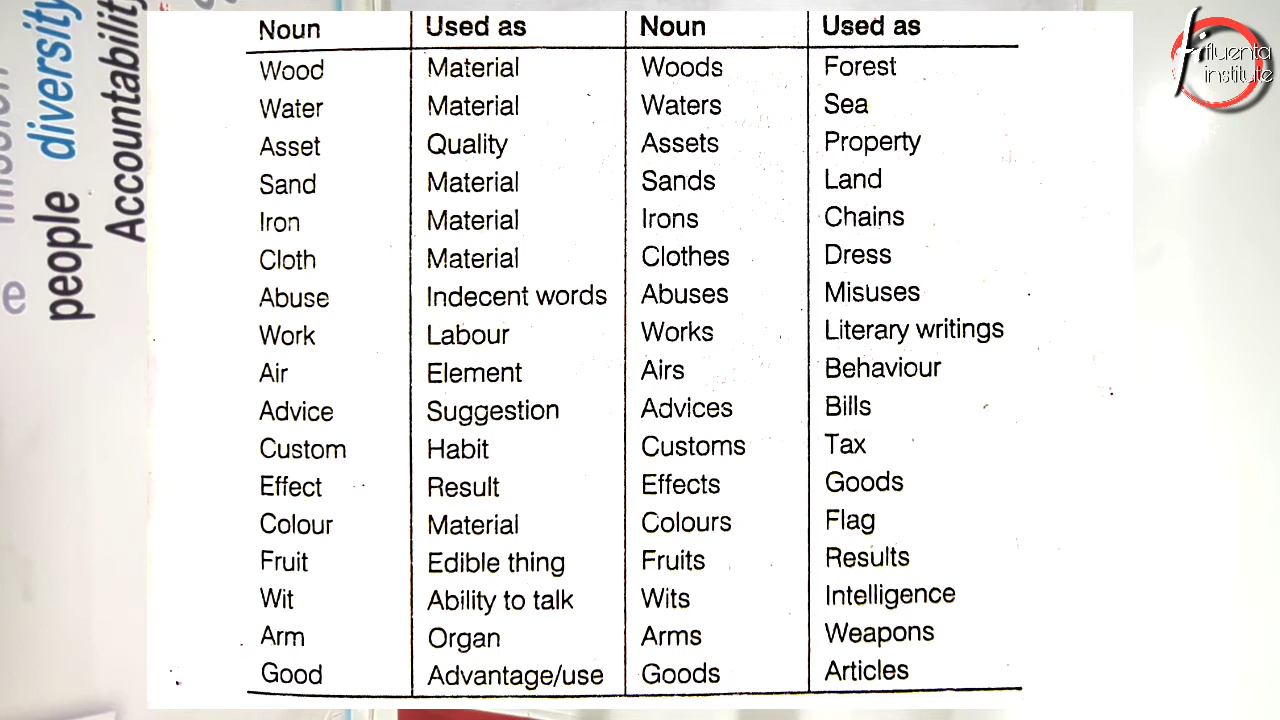 Noun Used as Noun Used as
Wood Material Woods Forest
Water Material Waters Sea
Asset Quality Assets Property
Sand Material Sands Land
Iron Material Irons Chains
Cloth Material Clothes Dress
Abuse Indecent words Abuses Misuses
Work Labour Works Literary writings
Air Element Airs Behaviour
Advice Suggestion Advices Bills
Custom Habit Customs Tax
Effect Result Effects Goods
Colour Material Colours Flag
Fruit Edible thing Fruits Results
Wit Ability to talk Wits Intelligence
Arm Organ Arms Weapons
Good Advantage/use Goods Articles
people diversity
Accountability
fluenta
institute